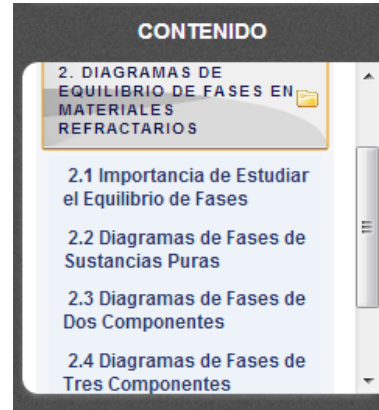 CONTENIDO
2. DIAGRAMAS DE
EQUILIBRIO DE FASES EN
MATERIALES
REFRACTARIOS
2.1 Importancia de Estudiar
el Equilibrio de Fases
2.2 Diagramas de Fases de
Sustancias Puras
2.3 Diagramas de Fases de
Dos Componentes
2.4 Diagramas de Fases de
Tres Componentes